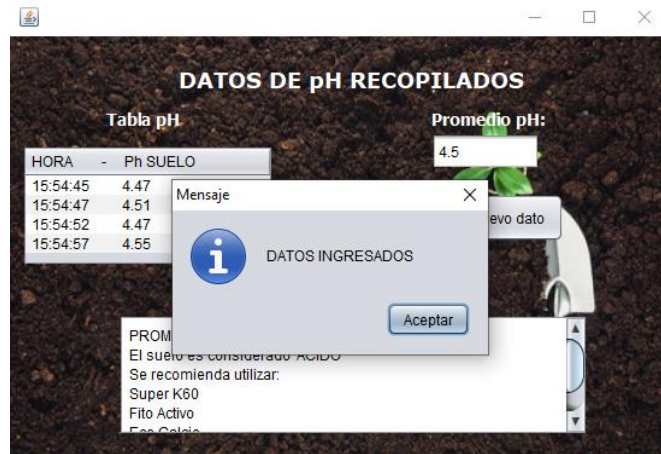 DATOS DE pH RECOPILADOS
Tabla pH
Promedio pH:
4.5
HORA - Ph SUELO
15:54:45 4.47
15:54:47 4.51
15:54:52 4.47
15:54:57 4.55
evo dato
Mensaje
DATOS INGRESADOS
Aceptar
PROM
El suelo es considerado ACIDO
Se recomienda utilizar:
Super K60
Fito Activo